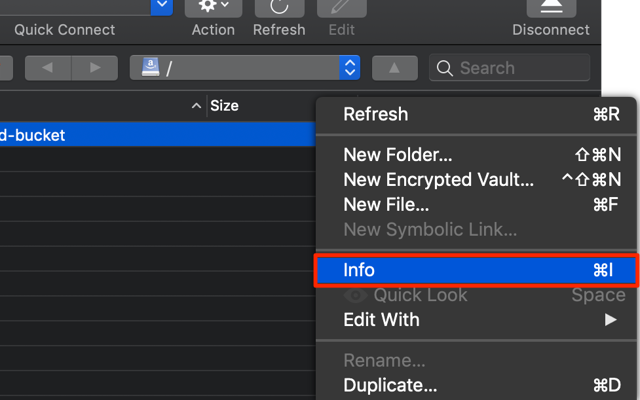 Quick Connect
Action
Refresh
Edit
Disconnect
/
Search
Size
d-bucket
Refresh ⌘R
New Folder... ⇧⌘N
New Encrypted Vault... ^⇧⌘N
New File... ⌘F
New Symbolic Link...
Info ⌘I
Quick Look Space
Edit With ▶
Rename...
Duplicate... ⌘D